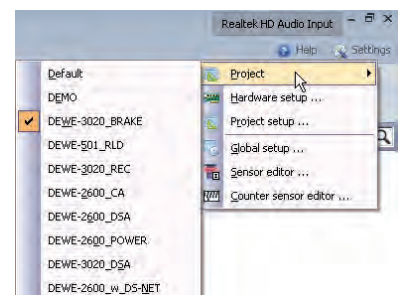 Realtek HD Audio Input
Help
Settings
Default
DEMO
DEWE-3020_BRAKE
DEWE-501_RLD
DEWE-3020_REC
DEWE-2600_CA
DEWE-2600_DSA
DEWE-2600_POWER
DEWE-3020_DSA
DEWE-2600_w_DS-NET
Project
Hardware setup ...
Project setup ...
Global setup ...
Sensor editor ...
Counter sensor editor ...